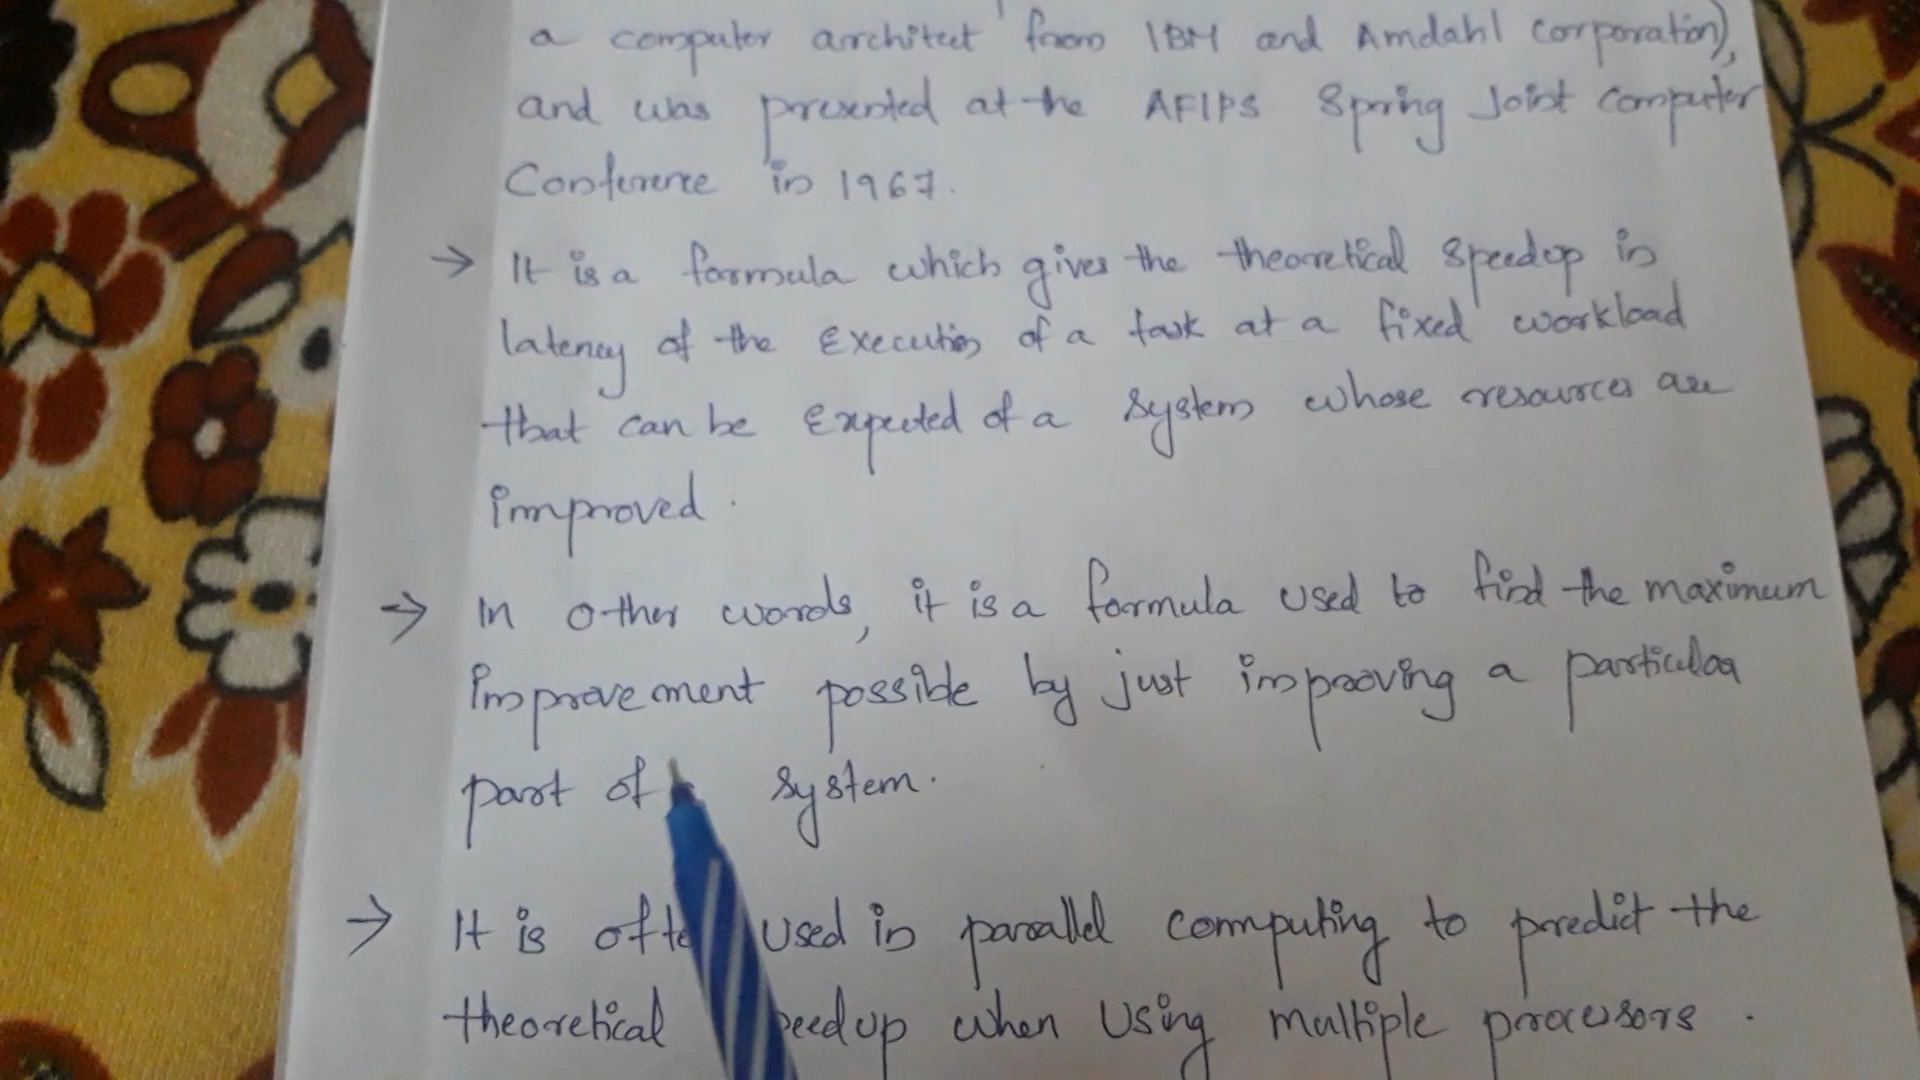 a computer architect from IBM and Amdahl Corporation),
and was presented at the AFIPS Spring Joint Computer
Conference in 1967.
→ It is a formula which gives the theoretical speedup in
latency of the execution of a task at a fixed workload
that can be expected of a system whose resources are
improved.
→ In other words, it is a formula used to find the maximum
improvement possible by just improving a particular
part of system.
→ It is often used in parallel computing to predict the
theoretical speedup when using multiple processors.